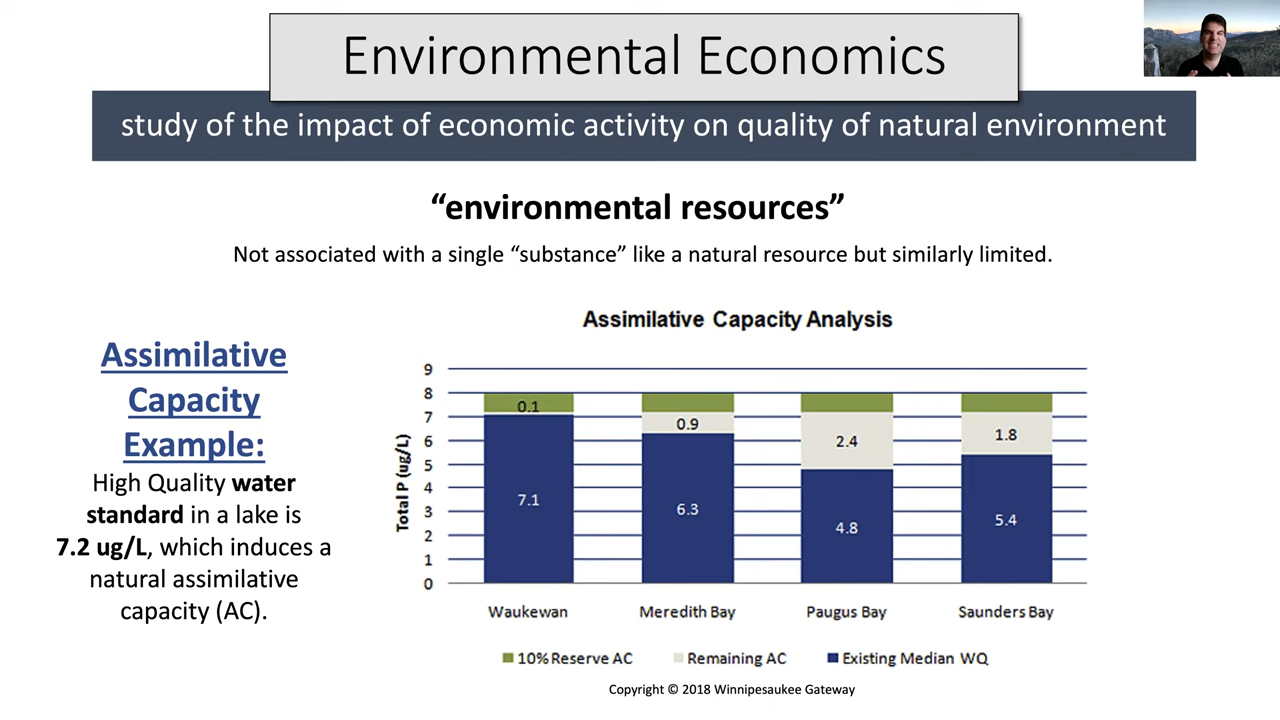 Environmental Economics
study of the impact of economic activity on quality of natural environment
“environmental resources”
Not associated with a single “substance” like a natural resource but similarly limited.
Assimilative
Capacity
Example:
High Quality water
standard in a lake is
7.2 ug/L, which induces a
natural assimilative
capacity (AC).
Assimilative Capacity Analysis
Total P (ug/L)
9
8
7
6
5
4
3
2
1
0
0.1
7.1
0.9
6.3
2.4
4.8
1.8
5.4
Waukewan Meredith Bay Paugus Bay Saunders Bay
10% Reserve AC Remaining AC Existing Median WQ
Copyright © 2018 Winnipesaukee Gateway